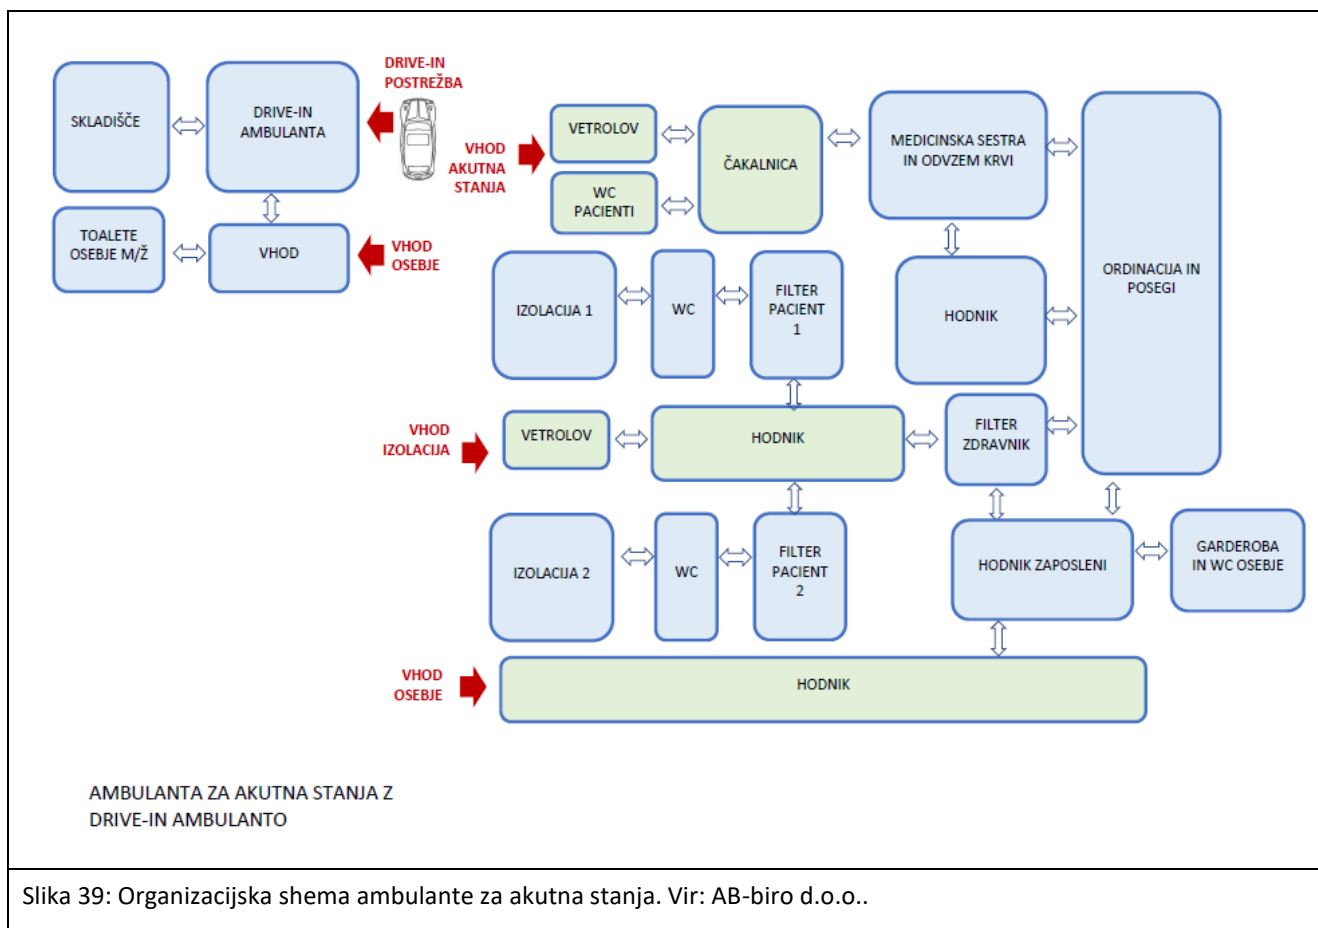 DRIVE-IN
POSTREŽBA
SKLADIŠČE
DRIVE-IN
AMBULANTA
TOALETE
OSEBJE M/Ž
VHOD
VHOD
OSEBJE
VHOD
AKUTNA
STANJA
VETROLOV
WC
PACIENTI
ČAKALNICA
MEDICINSKA SESTRA
IN ODVZEM KRVI
ORDINACIJA IN
POSEGI
IZOLACIJA 1
WC
FILTER
PACIENT
1
HODNIK
VHOD
IZOLACIJA
VETROLOV
HODNIK
FILTER
ZDRAVNIK
IZOLACIJA 2
WC
FILTER
PACIENT
2
HODNIK ZAPOSLENI
GARDEROBA
IN WC OSEBJE
VHOD
OSEBJE
HODNIK
AMBULANTA ZA AKUTNA STANJA Z
DRIVE-IN AMBULANTO
Slika 39: Organizacijska shema ambulante za akutna stanja. Vir: AB-biro d.o.o..